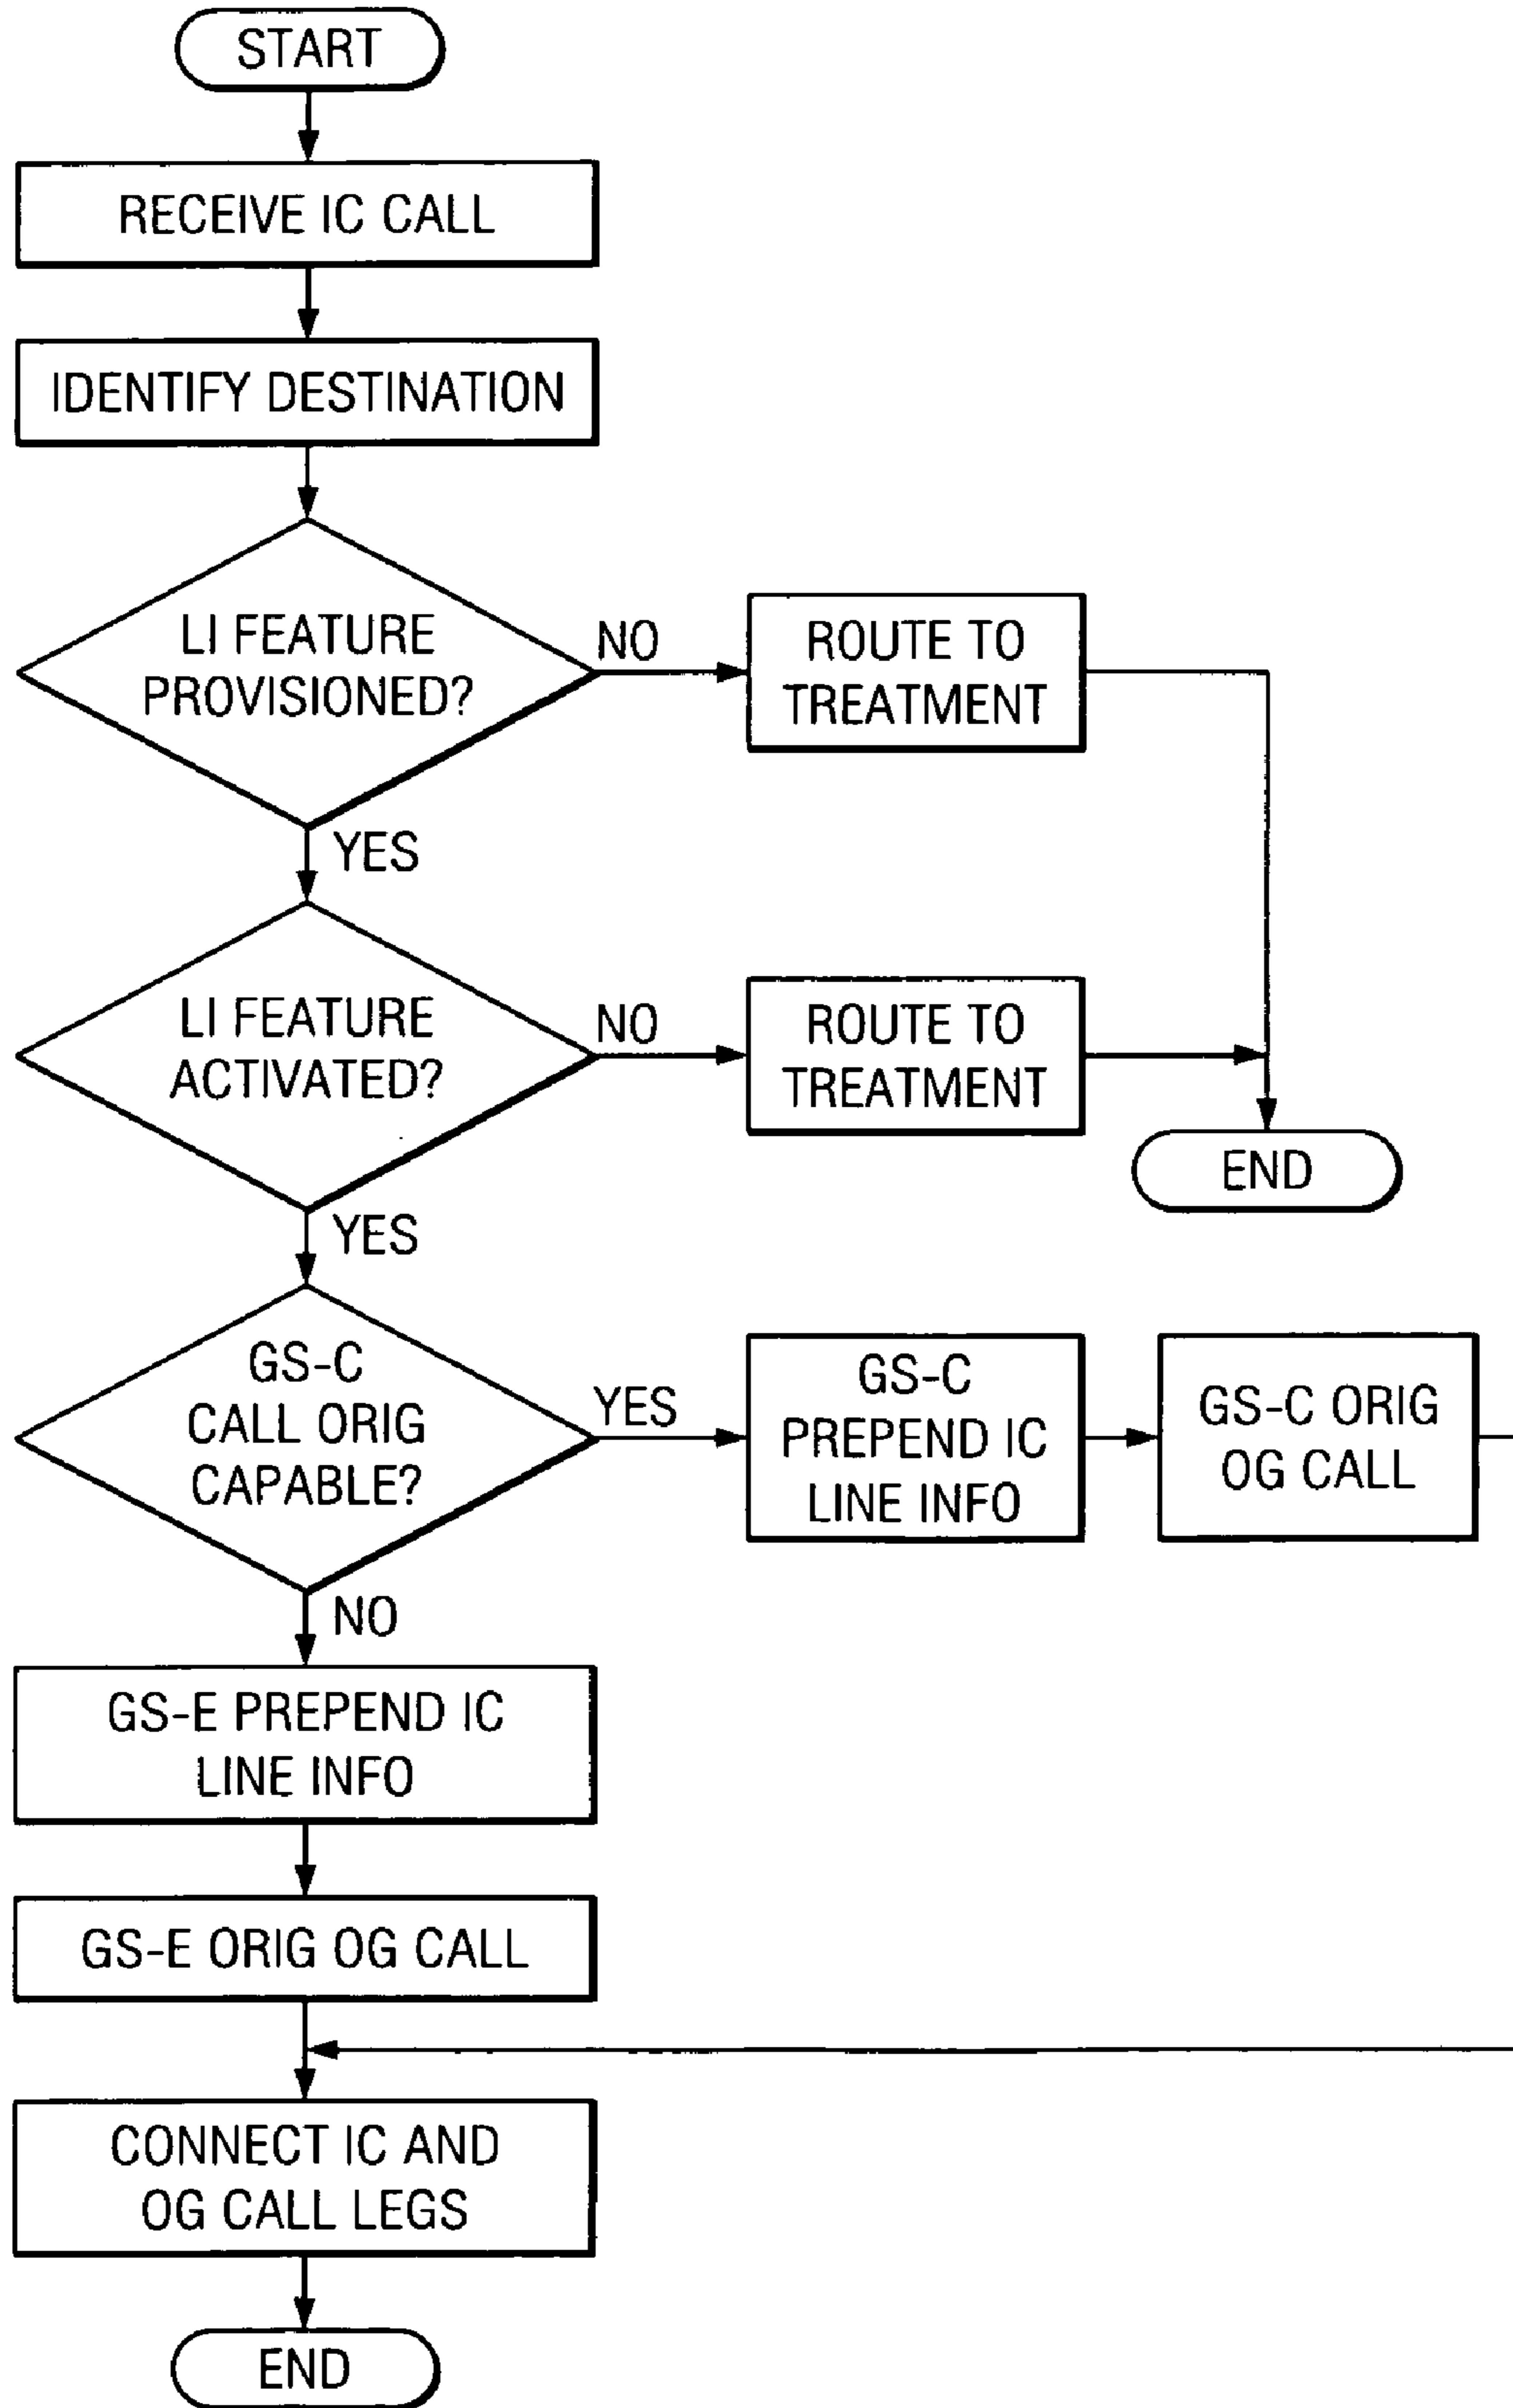 START
RECEIVE IC CALL
IDENTIFY DESTINATION
LI FEATURE
PROVISIONED?
NO
ROUTE TO
TREATMENT
YES
LI FEATURE
ACTIVATED?
NO
ROUTE TO
TREATMENT
END
YES
GS-C
CALL ORIG
CAPABLE?
YES
GS-C
PREPEND IC
LINE INFO
GS-C ORIG
OG CALL
NO
GS-E PREPEND IC
LINE INFO
GS-E ORIG OG CALL
CONNECT IC AND
OG CALL LEGS
END